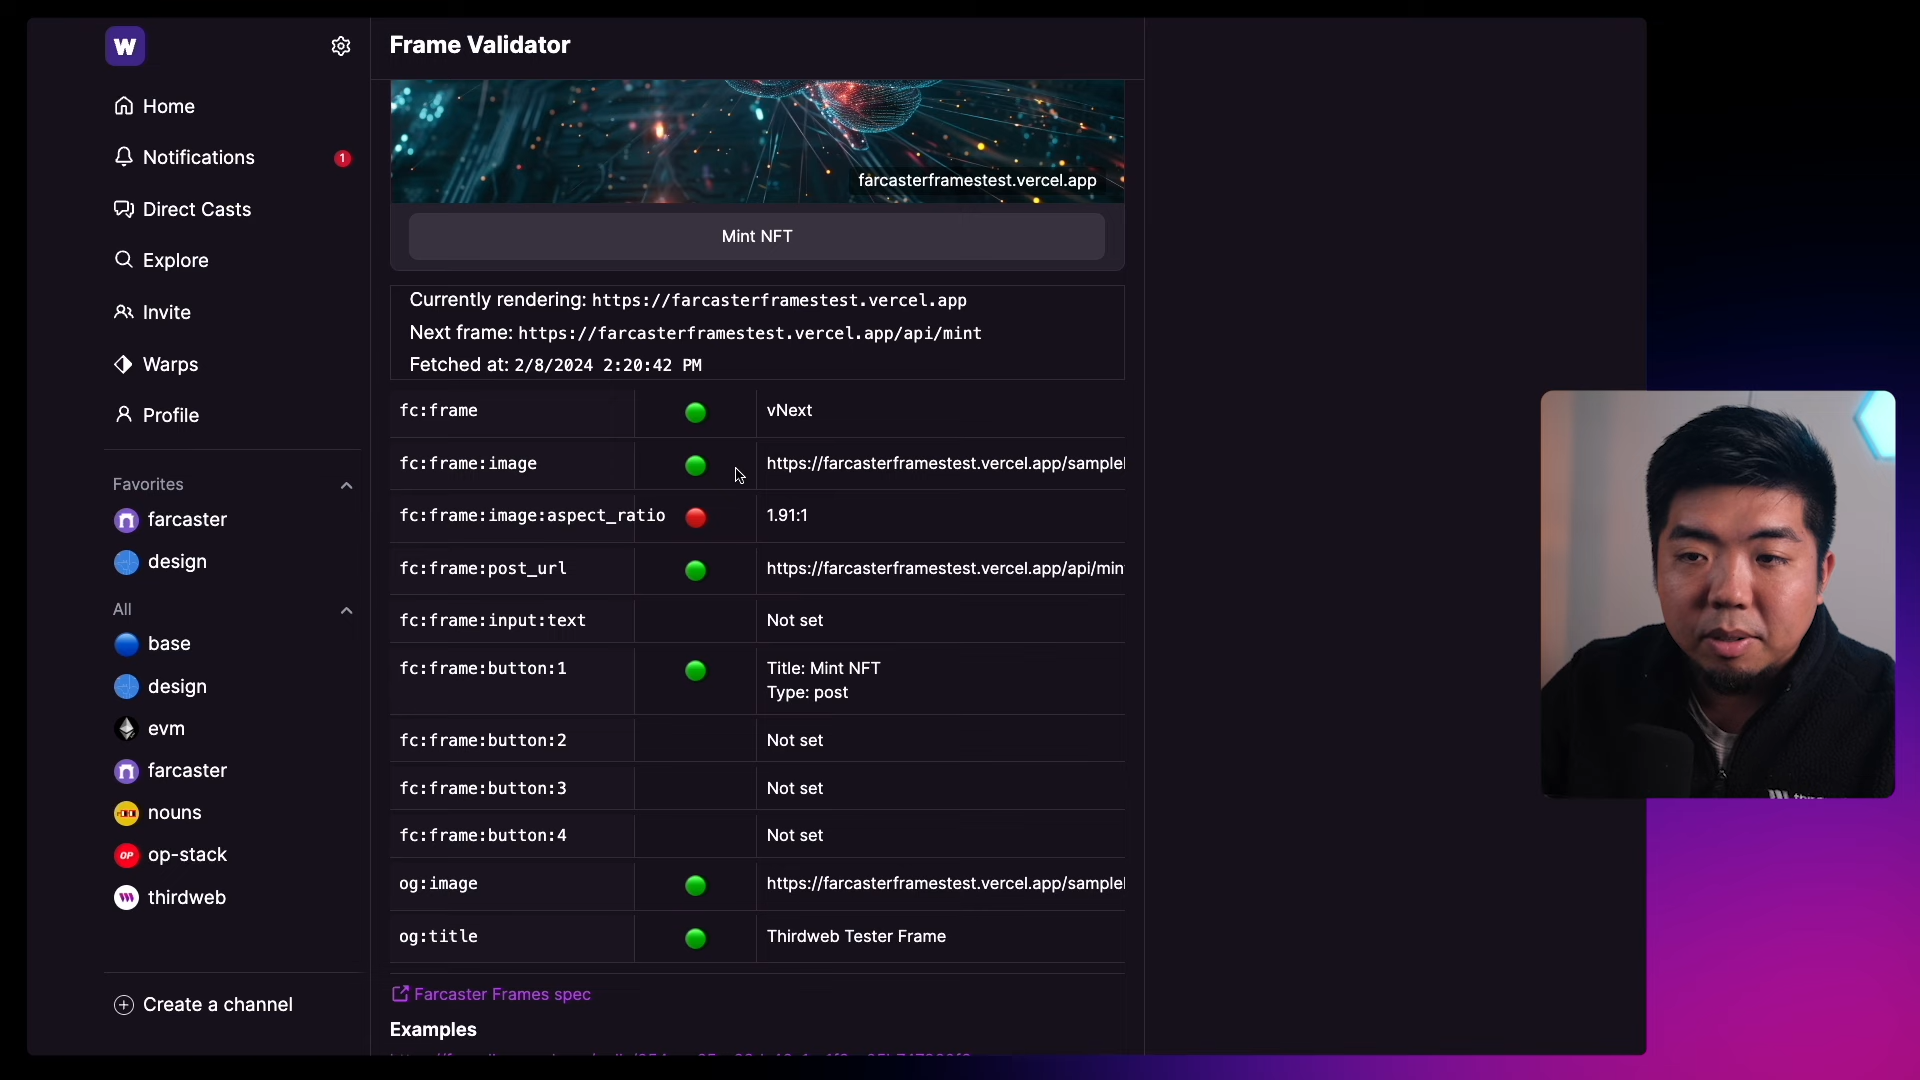 W
Home
Notifications
1
Direct Casts
Explore
Invite
Warps
Profile
Favorites
farcaster
design
All
base
design
evm
farcaster
nouns
OP
op-stack
thirdweb
Create a channel
Frame Validator
farcasterframestest.vercel.app
Mint NFT
Currently rendering: https://farcasterframestest.vercel.app
Next frame: https://farcasterframestest.vercel.app/api/mint
Fetched at: 2/8/2024 2:20:42 PM
fc:frame vNext
fc:frame:image https://farcasterframestest.vercel.app/sample
fc:frame:image:aspect_ratio 1.91:1
fc:frame:post_url https://farcasterframestest.vercel.app/api/min
fc:frame:input:text Not set
fc:frame:button:1 Title: Mint NFT
Type: post
fc:frame:button:2 Not set
fc:frame:button:3 Not set
fc:frame:button:4 Not set
og:image https://farcasterframestest.vercel.app/sample
og:title Thirdweb Tester Frame
Farcaster Frames spec
Examples